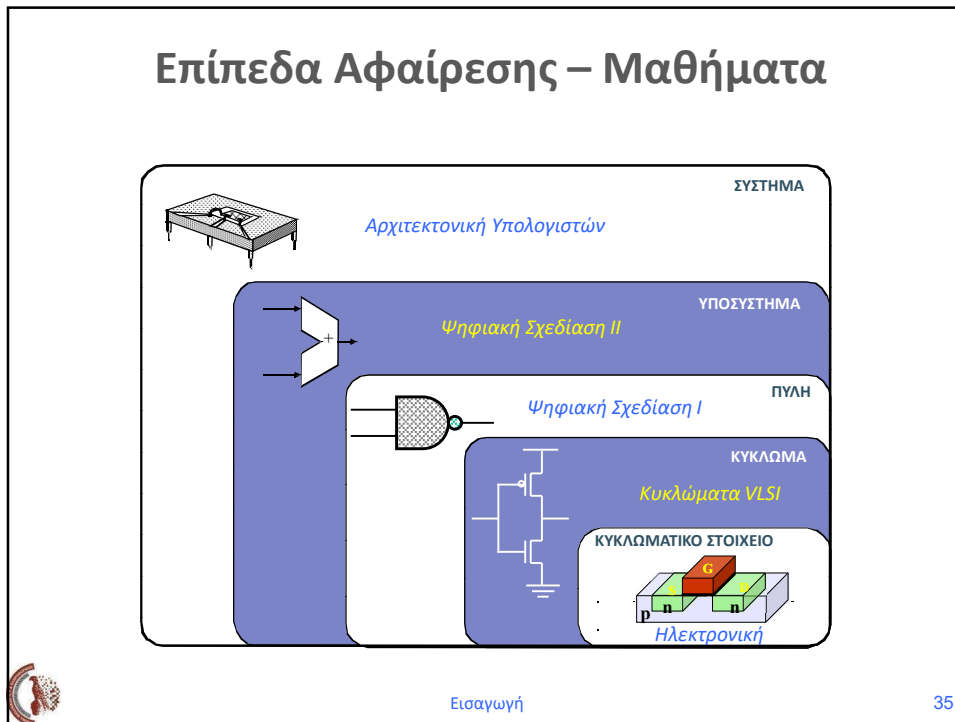 Επίπεδα Αφαίρεσης – Μαθήματα
ΣΥΣΤΗΜΑ
Αρχιτεκτονική Υπολογιστών
ΥΠΟΣΥΣΤΗΜΑ
Ψηφιακή Σχεδίαση II
+
ΠΥΛΗ
Ψηφιακή Σχεδίαση I
ΚΥΚΛΩΜΑ
Κυκλώματα VLSI
ΚΥΚΛΩΜΑΤΙΚΟ ΣΤΟΙΧΕΙΟ
G
S D
p n n
Ηλεκτρονική
Εισαγωγή 35